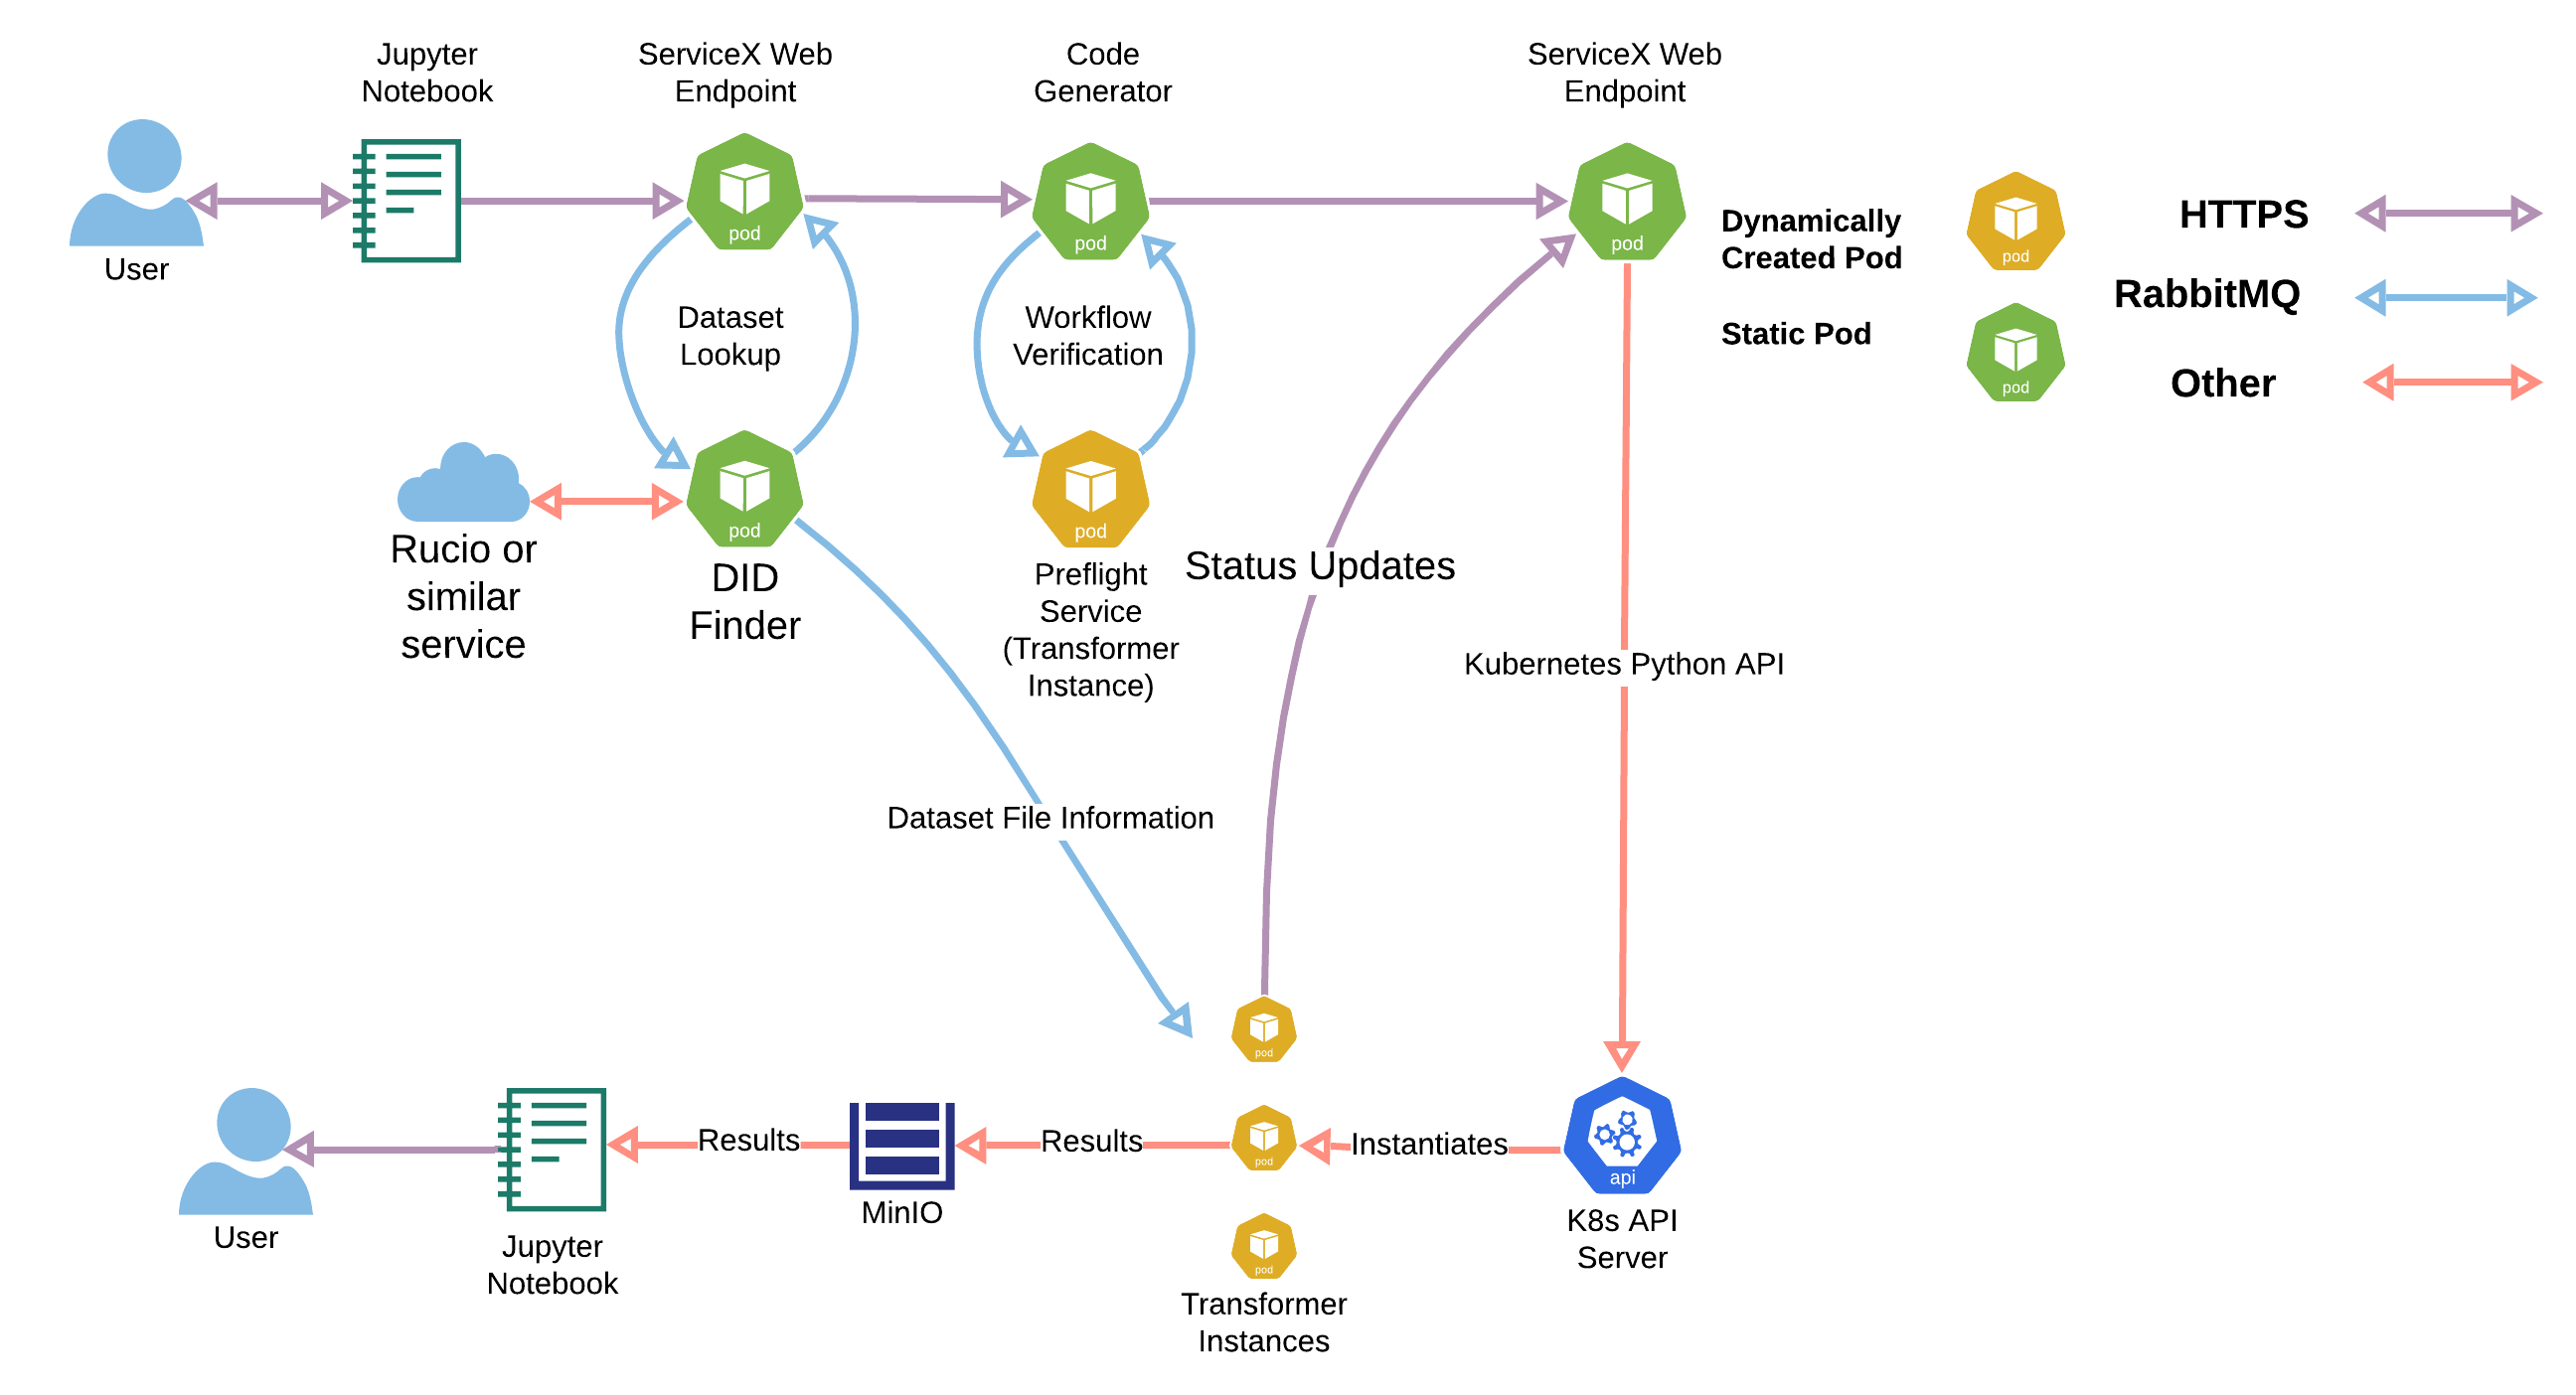 Jupyter
Notebook
ServiceX Web
Endpoint
Code
Generator
ServiceX Web
Endpoint
User
pod
pod
pod
Dynamically
Created Pod
pod
HTTPS
RabbitMQ
Static Pod
pod
Other
Dataset
Lookup
Workflow
Verification
Rucio or
similar
service
pod
DID
Finder
pod
Preflight
Service
(Transformer
Instance)
Status Updates
Kubernetes Python API
Dataset File Information
pod
pod
pod
Transformer
Instances
Instantiates
api
K8s API
Server
Results
MinIO
Results
Jupyter
Notebook
User